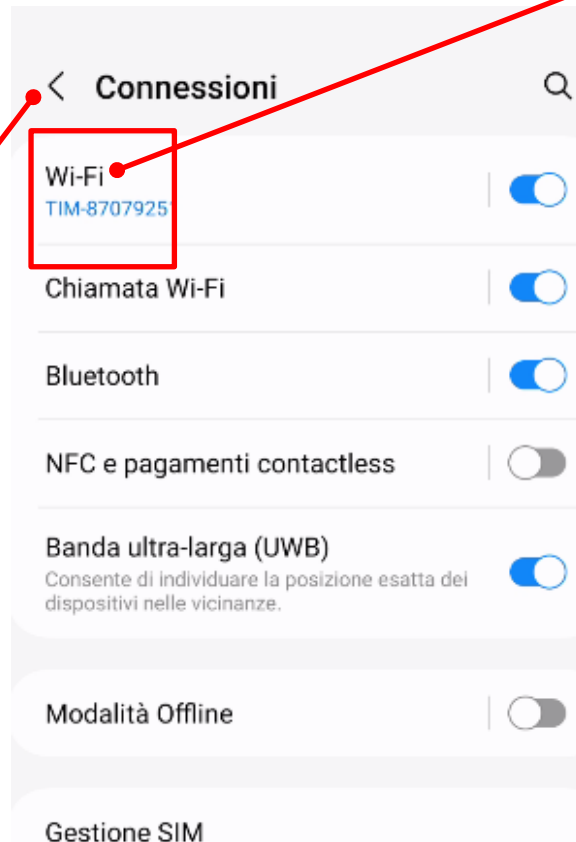 Connessioni
Wi-Fi
TIM-8707925
Chiamata Wi-Fi
Bluetooth
NFC e pagamenti contactless
Banda ultra-larga (UWB)
Consente di individuare la posizione esatta dei
dispositivi nelle vicinanze.
Modalità Offline
Gestione SIM